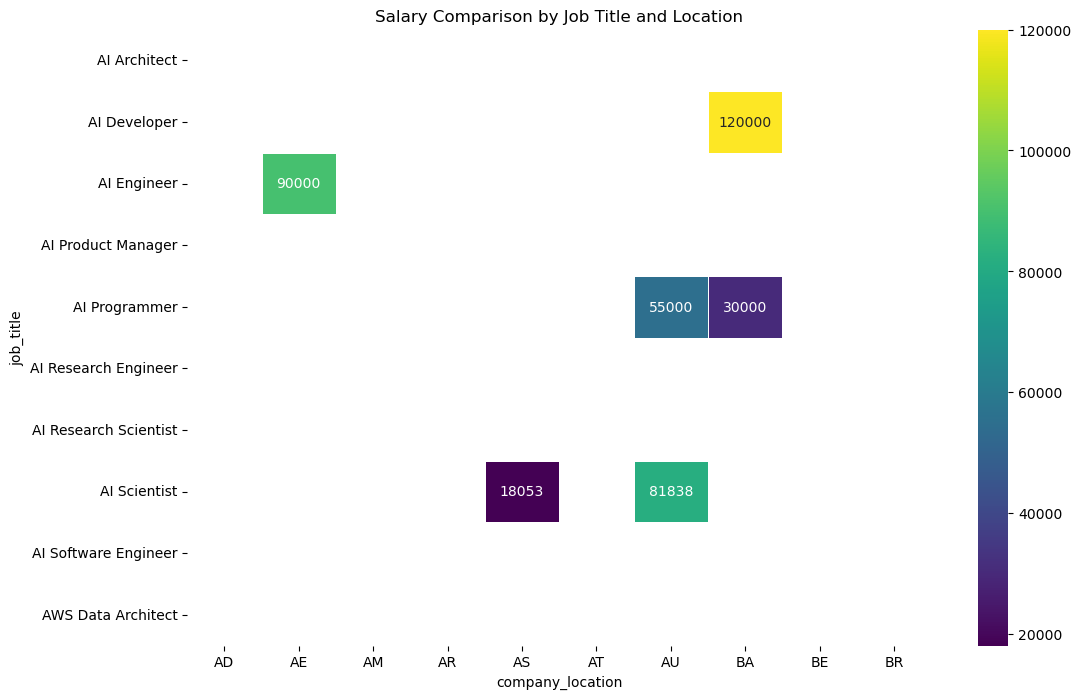 Salary Comparison by Job Title and Location
job_title
AI Architect
AI Developer
120000
AI Engineer
90000
AI Product Manager
AI Programmer
55000 30000
AI Research Engineer
AI Research Scientist
AI Scientist
18053 81838
AI Software Engineer
AWS Data Architect
AD AE AM AR AS AT AU BA BE BR
company_location
120000
100000
80000
60000
40000
20000